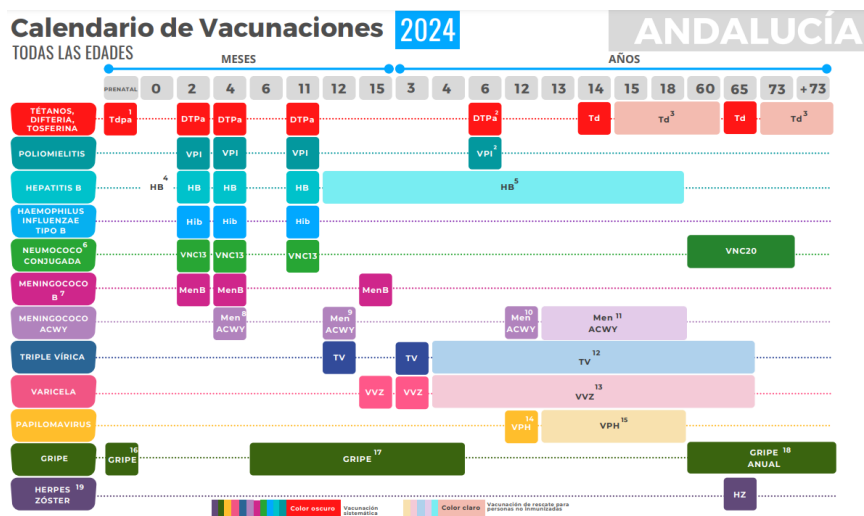 Calendario de Vacunaciones 2024 ANDALUCÍA
TODAS LAS EDADES
MESES AÑOS
PRENATAL 0 2 4 6 11 12 15 3 4 6 12 13 14 15 18 60 65 73 +73
TÉTANOS,
DIFTERIA,
TOSFERINA
Tdpa 1 DTPa DTPa DTPa DTPa 2 Td Td 3 Td Td 3
POLIOMIELITIS VPI VPI VPI VPI 2
HEPATITIS B HB 4 HB HB HB HB 5
HAEMOPHILUS
INFLUENZAE
TIPO B
Hib Hib Hib
NEUMOCOCO 6
CONJUGADA
VNC13 VNC13 VNC13 VNC20
MENINGOCOCO
B 7
MenB MenB MenB
MENINGOCOCO
ACWY
Men 8
ACWY
Men 9
ACWY
Men 10
ACWY
Men 11
ACWY
TRIPLE VÍRICA TV TV TV 12
VARICELA VVZ VVZ VVZ 13
PAPILOMAVIRUS VPH 14 VPH 15
GRIPE GRIPE 16 GRIPE 17 GRIPE 18
ANUAL
HERPES 19
ZÓSTER
HZ
Color oscuro Vacunación
sistemática
Color claro Vacunación de rescate para
personas no inmunizadas